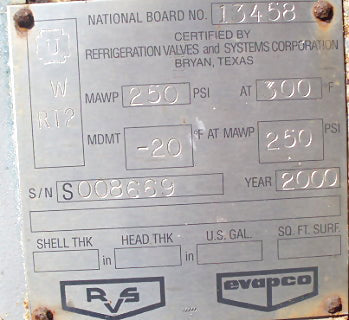 NATIONAL BOARD NO. 13458
U
CERTIFIED BY
REFRIGERATION VALVES and SYSTEMS CORPORATION
BRYAN, TEXAS
W
RT2
MAWP 250 PSI AT 300 F
MDMT -20 °F AT MAWP 250 PSI
S/N S008669 YEAR 2000
SHELL THK HEAD THK U.S. GAL. SQ. FT. SURF.
in in
RVS evapco